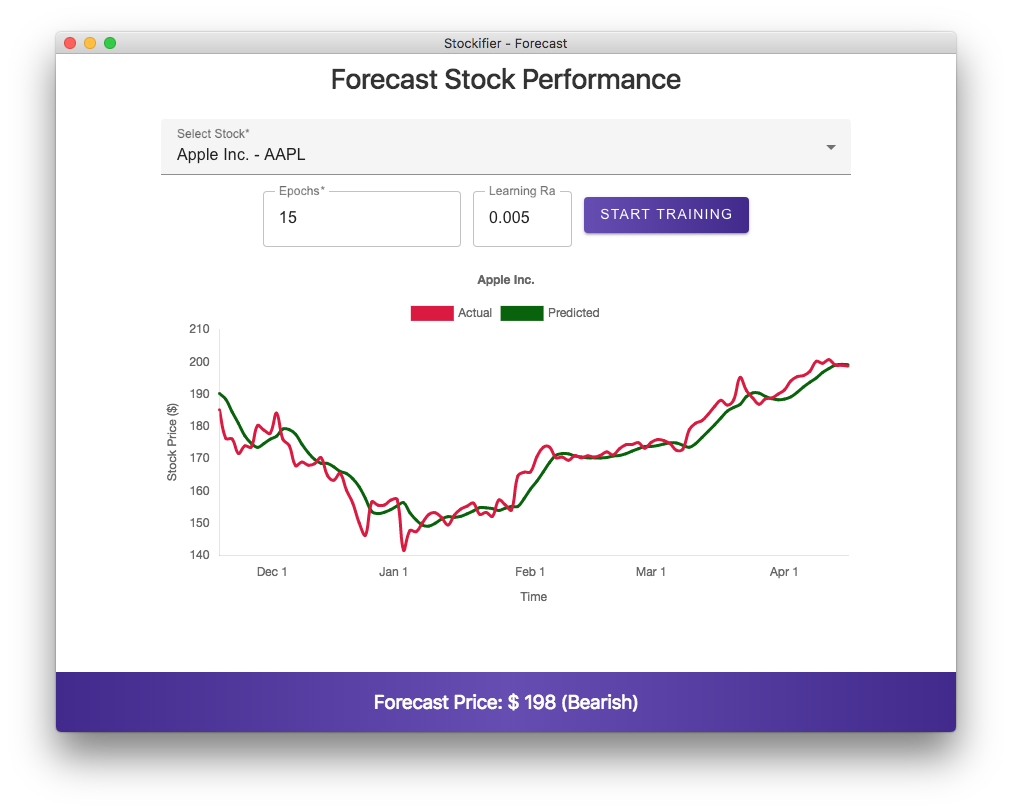 Stockifier - Forecast
Forecast Stock Performance
Select Stock*
Apple Inc. - AAPL
Epochs*
15
Learning Ra
0.005
START TRAINING
Apple Inc.
Actual
Predicted
210
200
190
180
170
160
150
140
Stock Price ($)
Dec 1
Jan 1
Feb 1
Mar 1
Apr 1
Time
Forecast Price: $ 198 (Bearish)